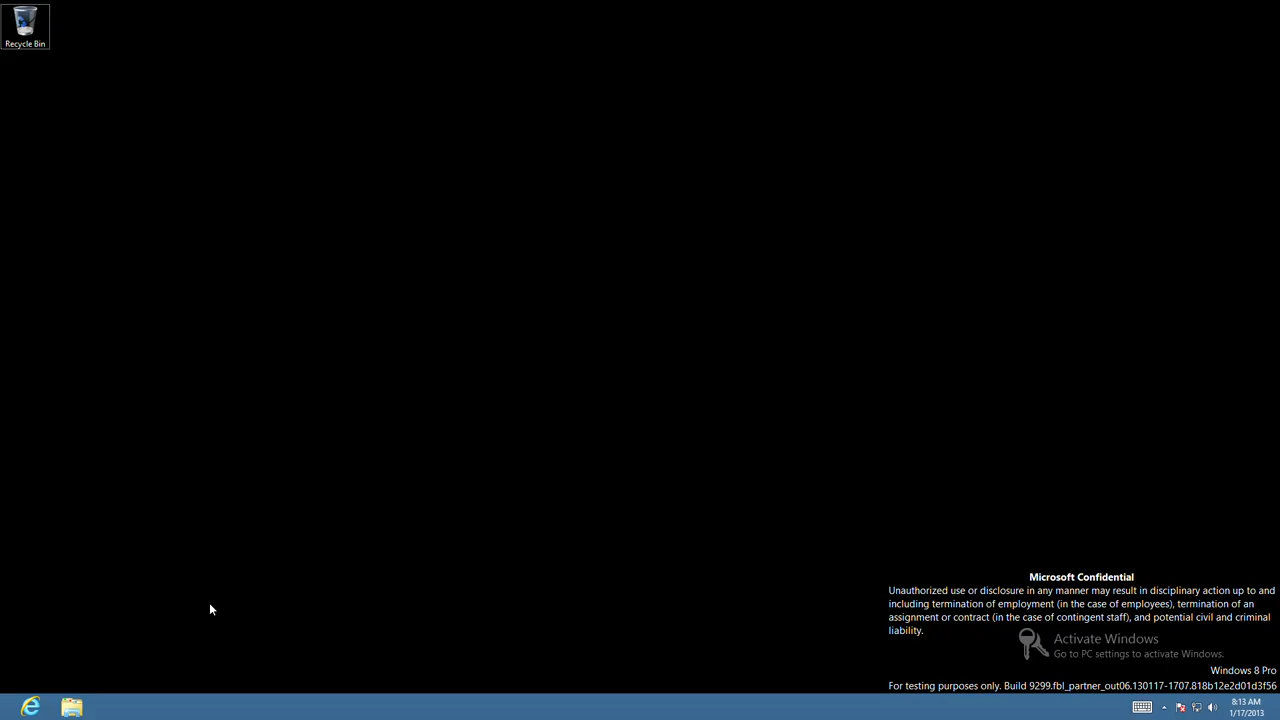 Recycle Bin
Microsoft Confidential
Unauthorized use or disclosure in any manner may result in disciplinary action up to and
including termination of employment (in the case of employees), termination of an
assignment or contract (in the case of contingent staff), and potential civil and criminal
liability.
Activate Windows
Go to PC settings to activate Windows.
Windows 8 Pro
For testing purposes only. Build 9299.fbl_partner_out06.130117-1707.818b12e2d01d3f56
8:13 AM
1/17/2013